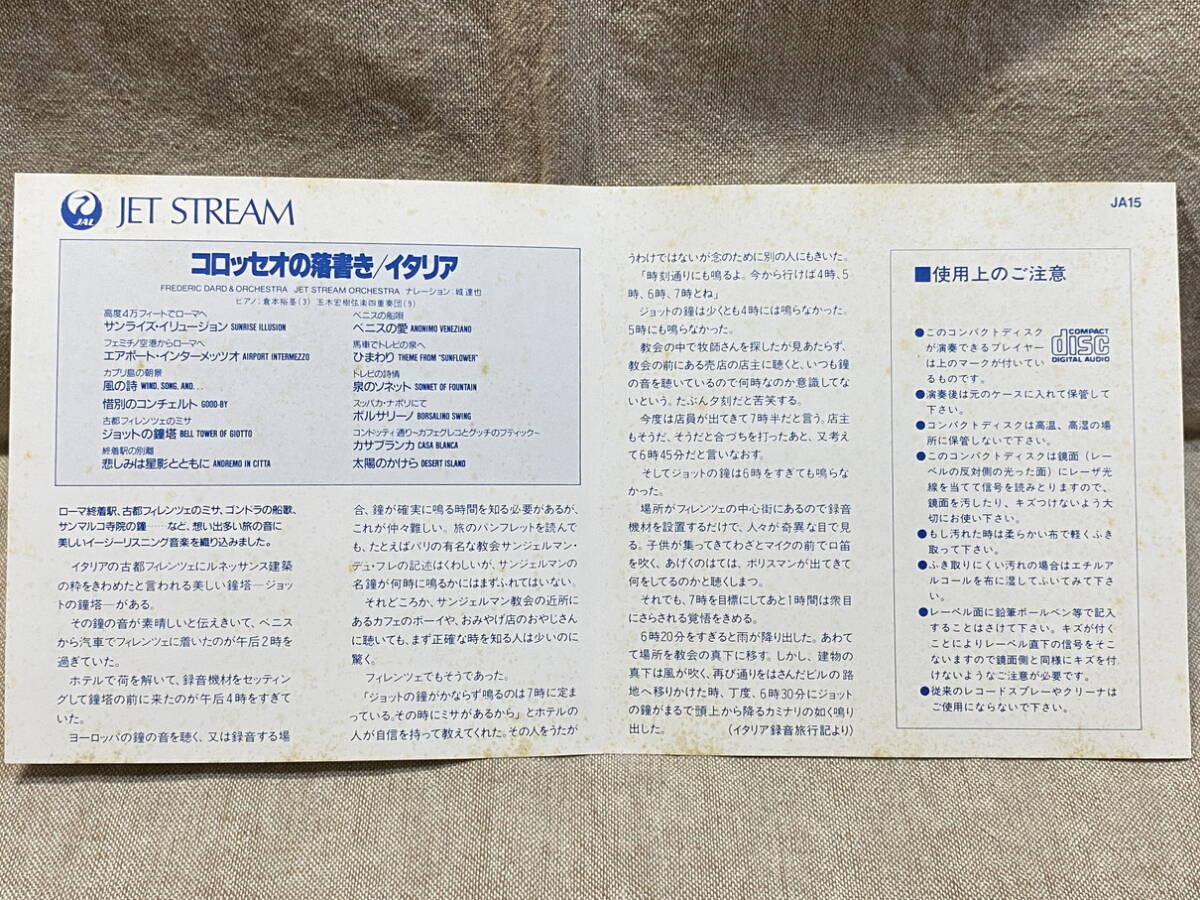 JAL
JET STREAM
JA15
コロッセオの落書き/イタリア
FREDERIC DARD & ORCHESTRA JET STREAM ORCHESTRA ナレーション:城達也
ピアノ:倉本裕基(3) 玉木宏樹弦楽四重奏団(9)
高度4万フィートでローマへ
サンライズ・イリュージョン SUNRISE ILLUSION
フェミチノ空港からローマへ
エアポート・インターメッツオ AIRPORT INTERMEZZO
カプリ島の朝景
風の詩 WIND, SONG, AND...
惜別のコンチェルト GOOD-BY
古都フィレンツェのミサ
ジョットの鐘塔 BELL TOWER OF GIOTTO
終着駅の別離
悲しみは星影とともに ANDREMO IN CITTA
ベニスの船唄
ベニスの愛 ANONIMO VENEZIANO
馬車でトレビの泉へ
ひまわり THEME FROM "SUNFLOWER"
トレビの詩情
泉のソネット SONNET OF FOUNTAIN
スッパカ・ナポリにて
ボルサリーノ BORSALINO SWING
コンドッティ通り~カフェグレコとグッチのブティック~
カサブランカ CASA BLANCA
太陽のかけら DESERT ISLAND
ローマ終着駅、古都フィレンツェのミサ、ゴンドラの船歌、
サンマルコ寺院の鐘……など、想い出多い旅の音に
美しいイージーリスニング音楽を織り込みました。
イタリアの古都フィレンツェにルネッサンス建築
の粋をきわめたと言われる美しい鐘塔―ジョッ
トの鐘塔―がある。
その鐘の音が素晴しいと伝えきいて、ベニス
から汽車でフィレンツェに着いたのが午後2時を
過ぎていた。
ホテルで荷を解いて、録音機材をセッティン
グして鐘塔の前に来たのが午后4時をすぎて
いた。
ヨーロッパの鐘の音を聴く、又は録音する場
合、鐘が確実に鳴る時間を知る必要があるが、
これが仲々難しい。旅のパンフレットを読んで
も、たとえばパリの有名な教会サンジェルマン・
デュ・プレの記述はくわしいが、サンジェルマンの
名鐘が何時に鳴るかにはまずふれてはいない。
それどころか、サンジェルマン教会の近所に
あるカフェのボーイや、おみやげ店のおやじさん
に聴いても、まず正確な時を知る人は少いのに
驚く。
フィレンツェでもそうであった。
「ジョットの鐘がかならず鳴るのは7時に定ま
っている。その時にミサがあるから」とホテルの
人が自信を持って教えてくれた。その人をうたが
うわけではないが念のために別の人にもきいた。
「時刻通りにも鳴るよ。今から行けば4時、5
時、6時、7時とね」
ジョットの鐘は少くとも4時には鳴らなかった。
5時にも鳴らなかった。
教会の中で牧師さんを探したが見あたらず、
教会の前にある売店の店主に聴くと、いつも鐘
の音を聴いているので何時なのか意識してな
いという。たぶん夕刻だと苦笑する。
今度は店員が出てきて7時半だと言う。店主
もそうだ、そうだと合づちを打ったあと、又考え
て6時45分だと言いなおす。
そしてジョットの鐘は6時をすぎても鳴らな
かった。
場所がフィレンツェの中心街にあるので録音
機材を設置するだけで、人々が奇異な目で見
る。子供が集ってきてわざとマイクの前で口笛
を吹く、あげくのはては、ポリスマンが出てきて
何をしてるのかと聴くしまつ。
それでも、7時を目標にしてあと1時間は衆目
にさらされる覚悟をきめる。
6時20分をすぎると雨が降り出した。あわて
て場所を教会の真下に移す。しかし、建物の
真下では風が吹く、再び通りをはさんだビルの路
地へ移りかけた時、丁度、6時30分にジョット
の鐘がまるで頭上から降るカミナリの如く鳴り
出した。 (イタリア録音旅行記より)
■使用上のご注意
●このコンパクトディスク
が演奏できるプレイヤー
は上のマークが付いてい
るものです。
COMPACT
disc
DIGITAL AUDIO
●演奏後は元のケースに入れて保管して
下さい。
●コンパクトディスクは高温、高湿の場
所に保管しないで下さい。
●このコンパクトディスクは鏡面(レー
ベルの反対側の光った面)にレーザ光
線を当てて信号を読みとりますので、
鏡面を汚したり、キズつけないよう大
切にお使い下さい。
●もし汚れた時は柔らかい布で軽くふき
取って下さい。
●ふき取りにくい汚れの場合はエチルア
ルコールを布に湿してふいてみて下さ
い。
●レーベル面に鉛筆ボールペン等で記入
することはさけて下さい。キズが付く
ことによりレーベル直下の信号をそこ
ないますので鏡面側と同様にキズを付
けないようなご注意が必要です。
●従来のレコードスプレーやクリーナは
ご使用にならないで下さい。